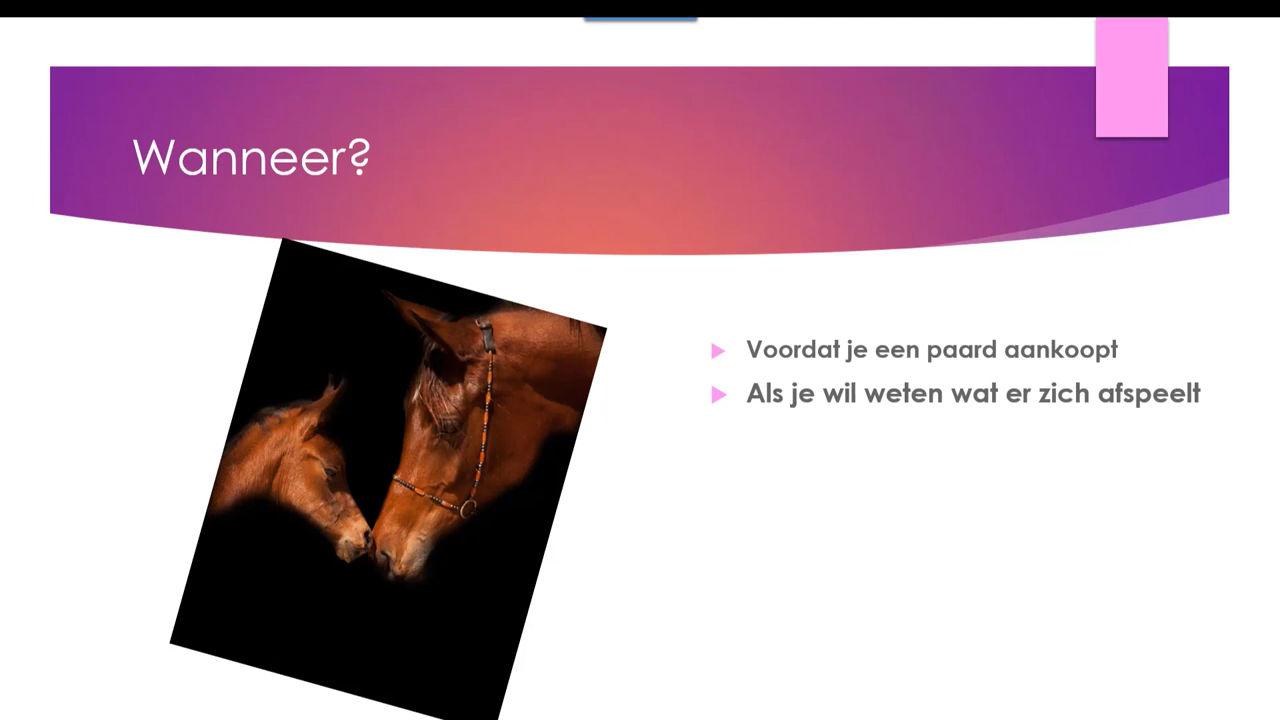 Wanneer?
Voordat je een paard aankoopt
Als je wil weten wat er zich afspeelt